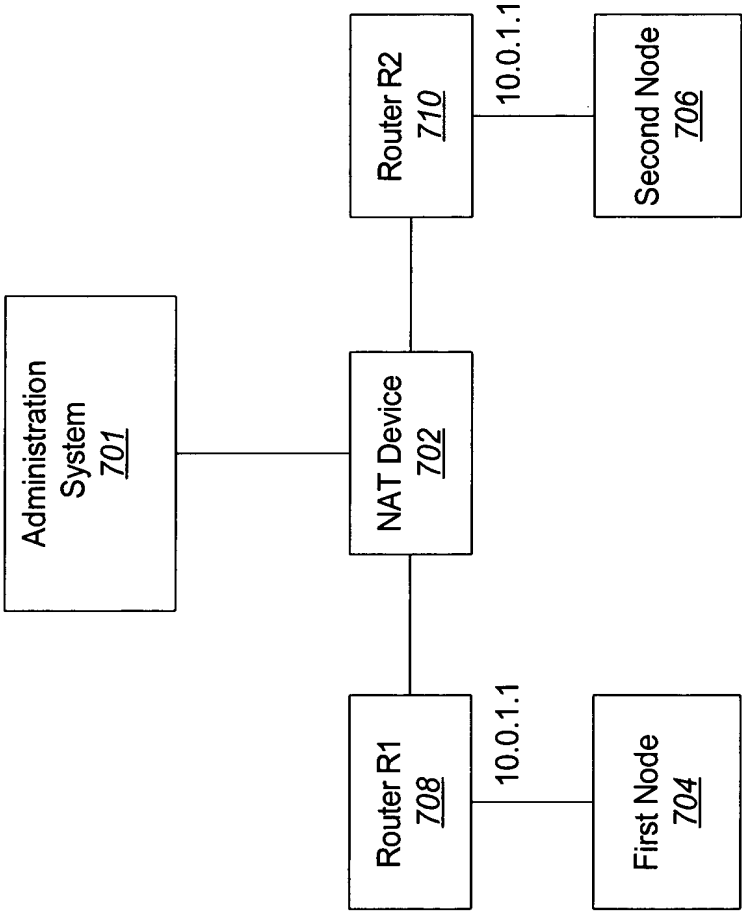 Administration
System
701
Router R1
708
NAT Device
702
Router R2
710
10.0.1.1
10.0.1.1
First Node
704
Second Node
706